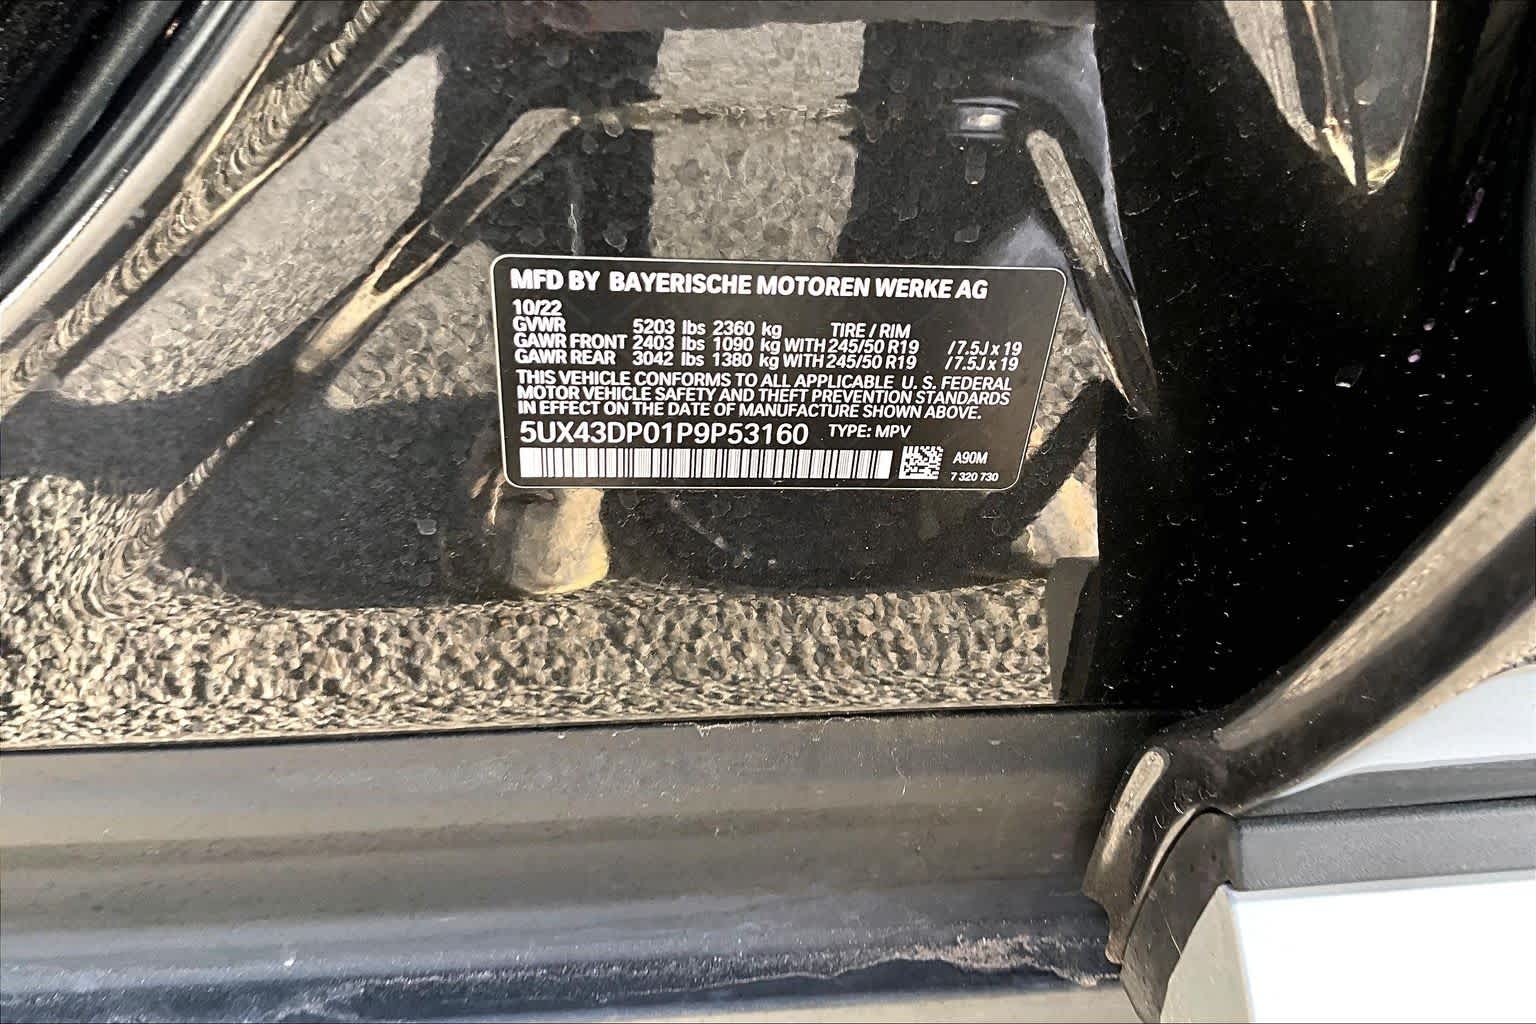 MFD BY BAYERISCHE MOTOREN WERKE AG
10/22
GVWR 5203 lbs 2360 kg TIRE / RIM
GAWR FRONT 2403 lbs 1090 kg WITH 245/50 R19 / 7.5J x 19
GAWR REAR 3042 lbs 1380 kg WITH 245/50 R19 / 7.5J x 19
THIS VEHICLE CONFORMS TO ALL APPLICABLE U. S. FEDERAL
MOTOR VEHICLE SAFETY AND THEFT PREVENTION STANDARDS
IN EFFECT ON THE DATE OF MANUFACTURE SHOWN ABOVE.
5UX43DP01P9P53160 TYPE: MPV
A90M
7 320 730